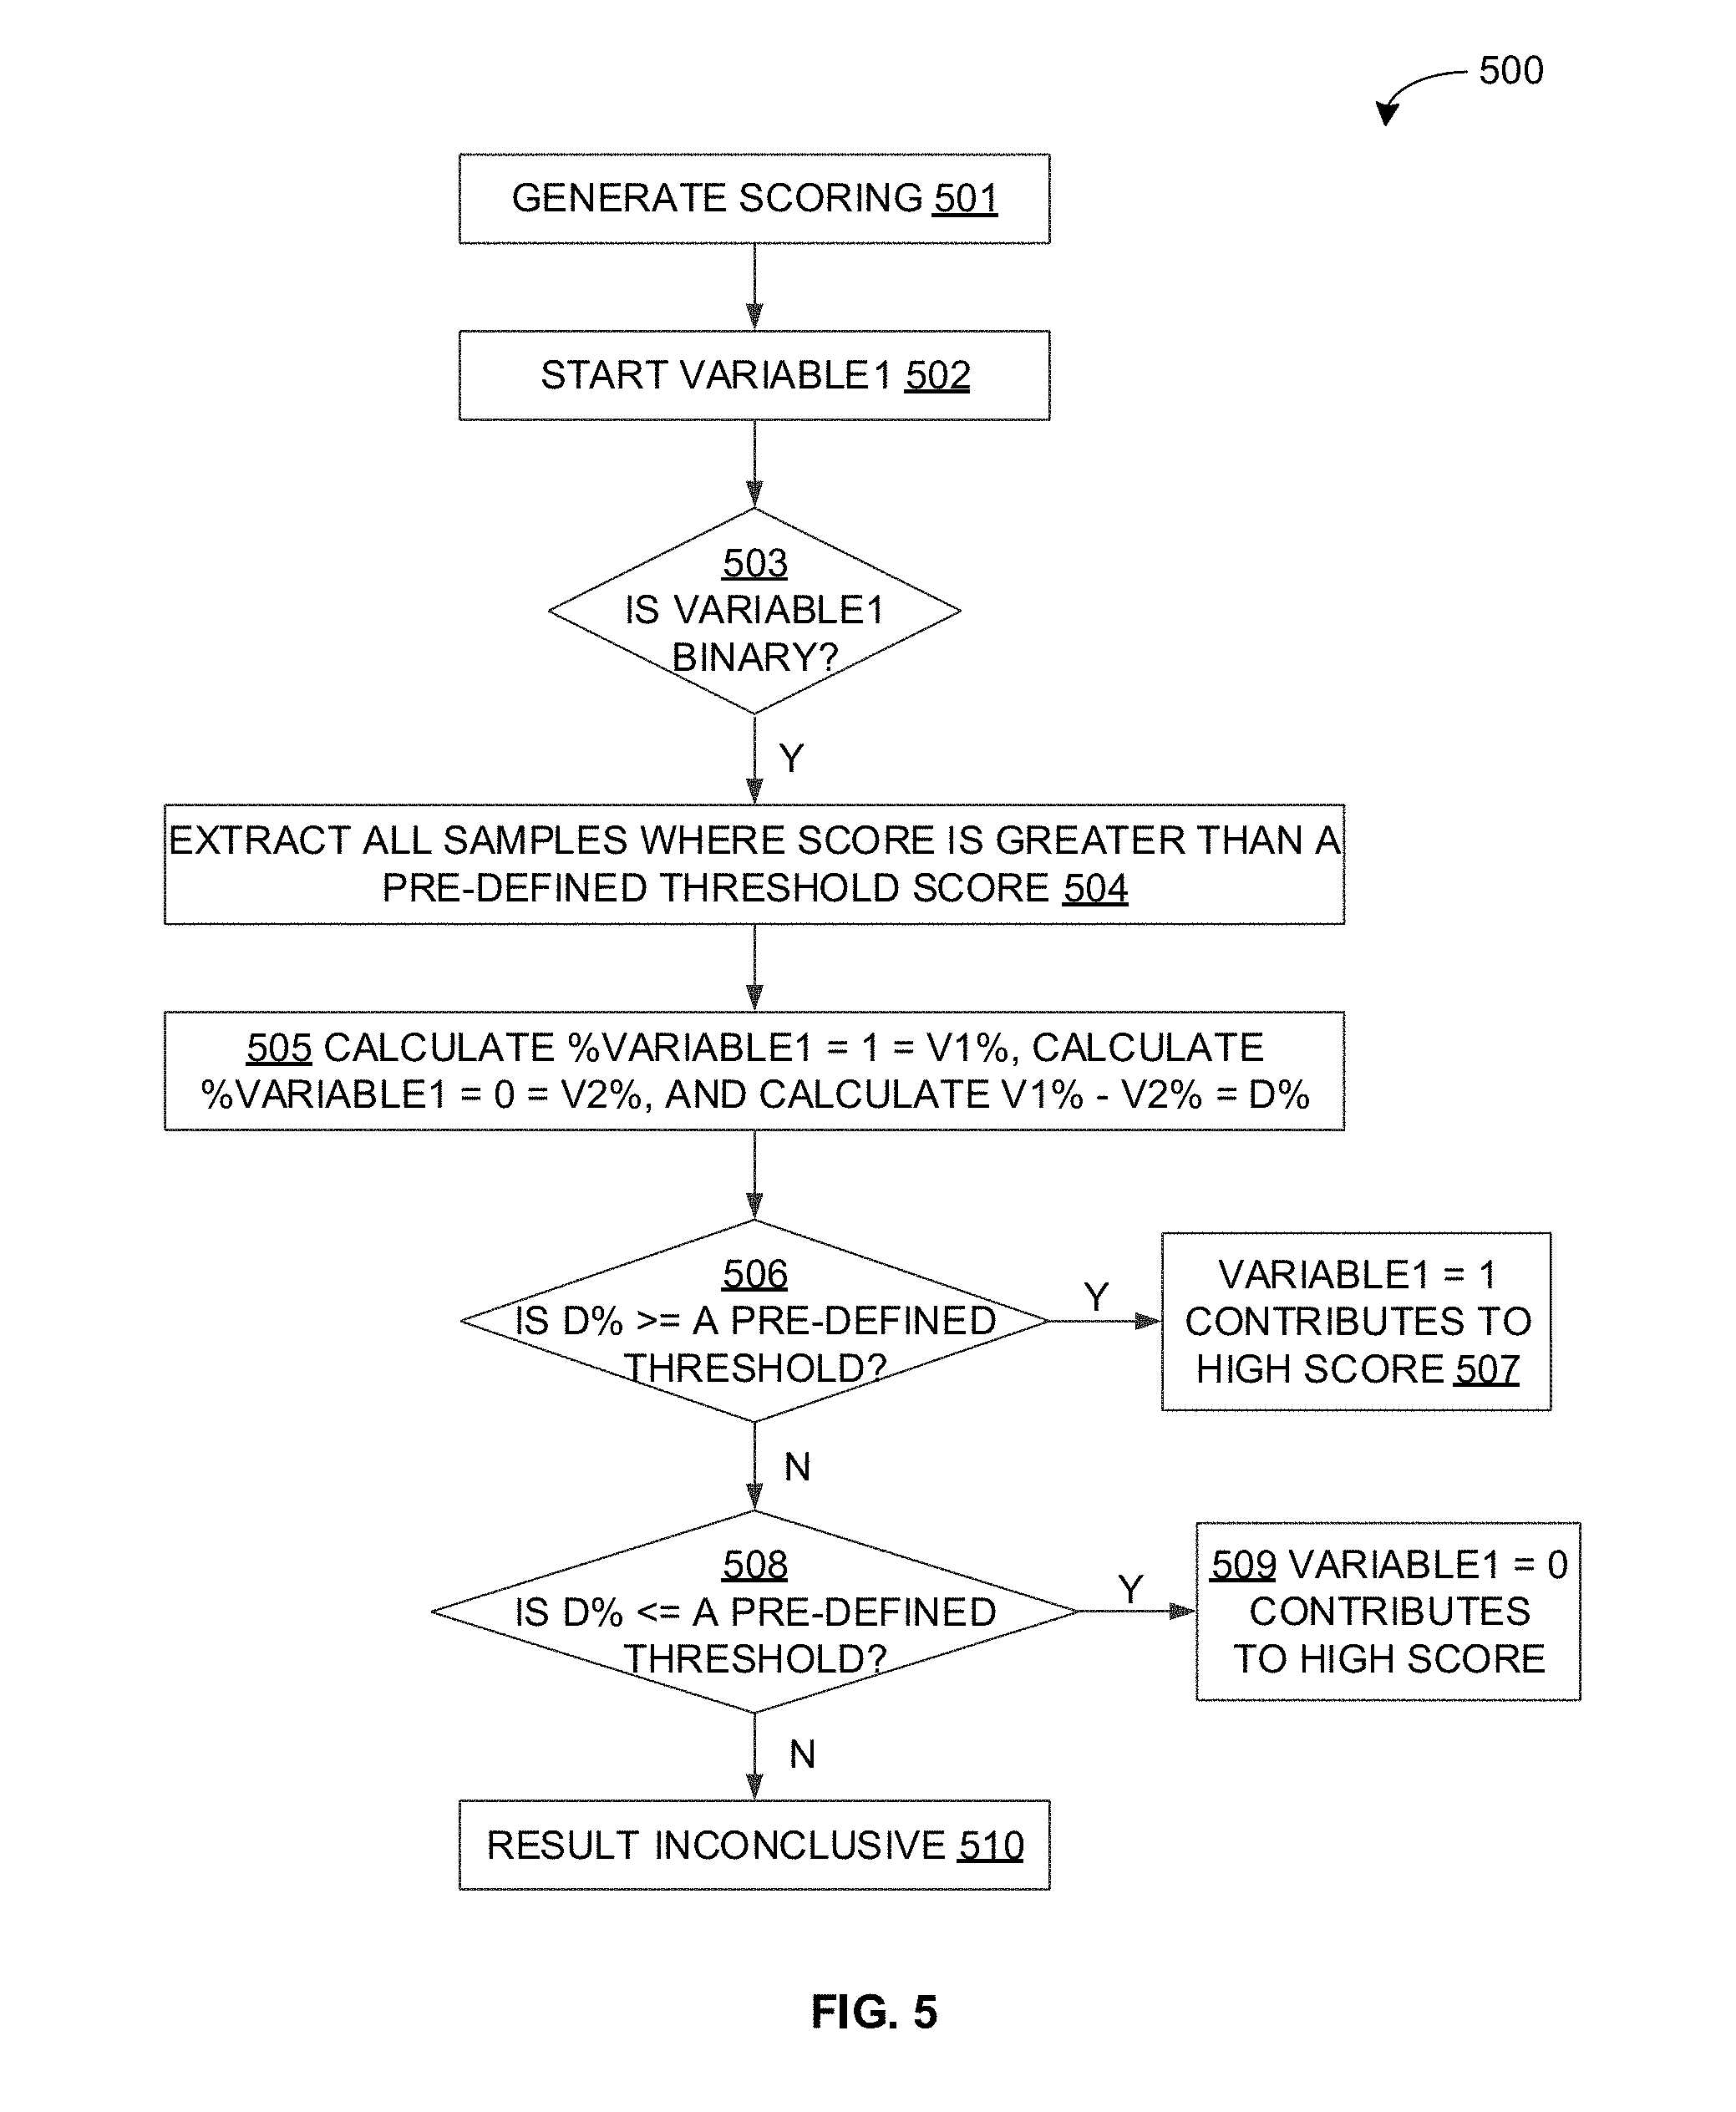 500
GENERATE SCORING 501
START VARIABLE1 502
503
IS VARIABLE1
BINARY?
Y
EXTRACT ALL SAMPLES WHERE SCORE IS GREATER THAN A
PRE-DEFINED THRESHOLD SCORE 504
505 CALCULATE %VARIABLE1 = 1 = V1%, CALCULATE
%VARIABLE1 = 0 = V2%, AND CALCULATE V1% - V2% = D%
506
IS D% >= A PRE-DEFINED
THRESHOLD?
Y
VARIABLE1 = 1
CONTRIBUTES TO
HIGH SCORE 507
N
508
IS D% <= A PRE-DEFINED
THRESHOLD?
Y
509 VARIABLE1 = 0
CONTRIBUTES
TO HIGH SCORE
N
RESULT INCONCLUSIVE 510
FIG. 5